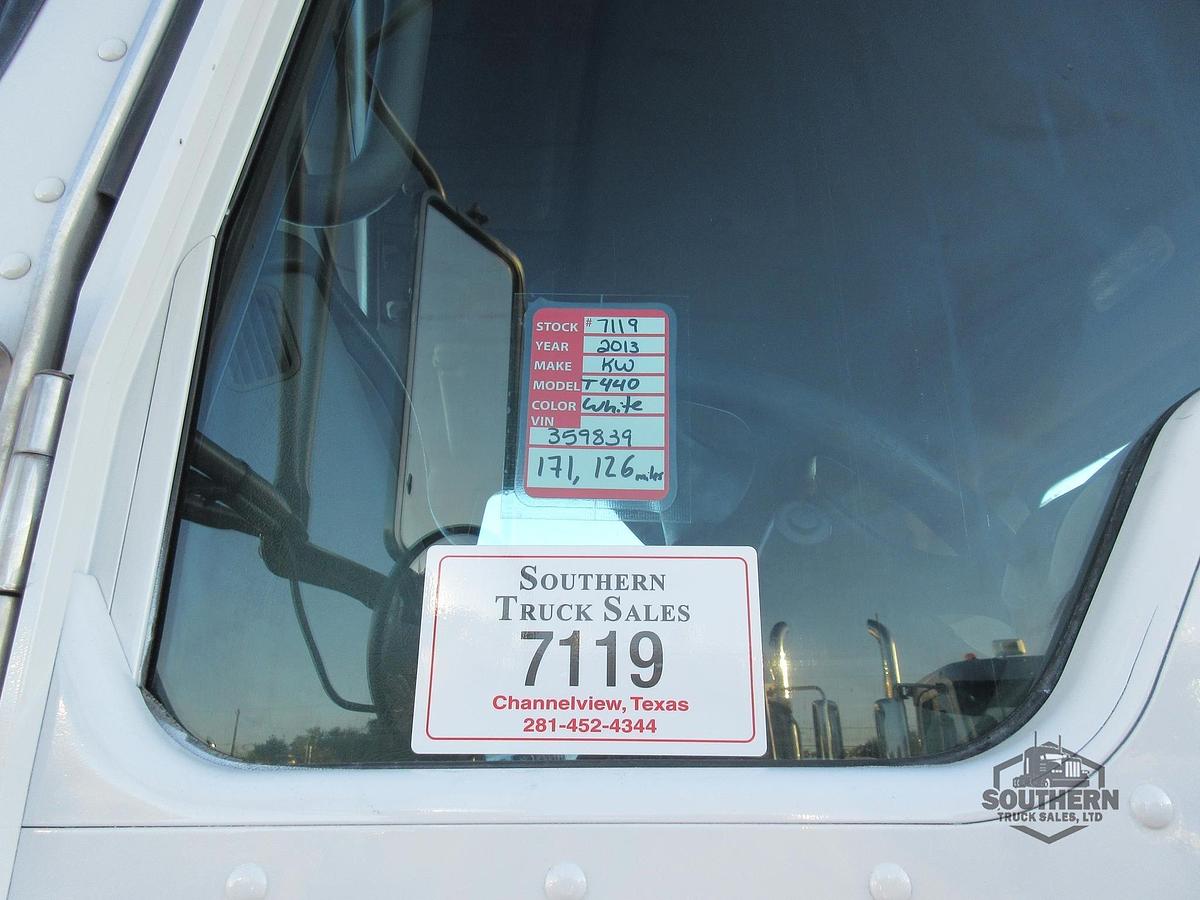 STOCK # 7119
YEAR 2013
MAKE KW
MODEL T440
COLOR White
VIN
359839
171,126 miles
SOUTHERN
TRUCK SALES
7119
Channelview, Texas
281-452-4344
SOUTHERN
TRUCK SALES, LTD